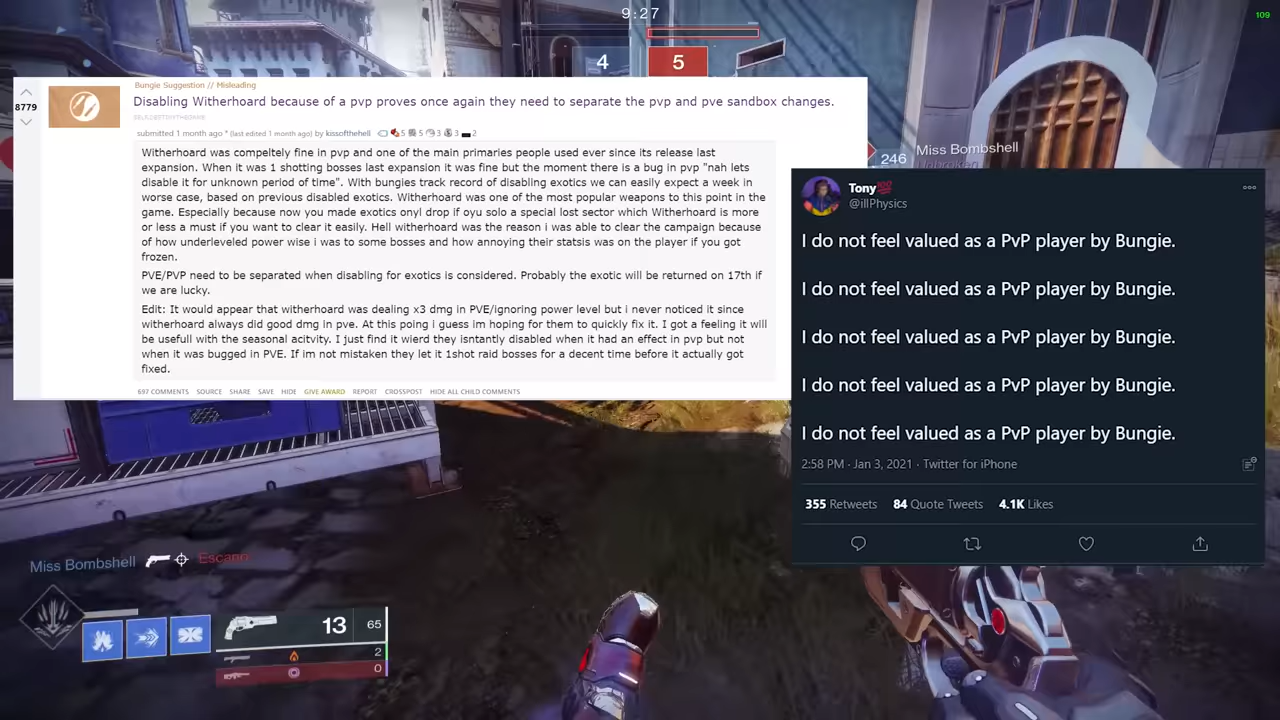 109
9:27
4
5
Miss Bombshell
246
Unbroken
Bungie Suggestion // Misleading
8779
Disabling Witherhoard because of a pvp proves once again they need to separate the pvp and pve sandbox changes.
submitted 1 month ago * (last edited 1 month ago) by kissofthehell 5 5 3 3 2
Witherhoard was compeltely fine in pvp and one of the main primaries people used ever since its release last
expansion. When it was 1 shotting bosses last expansion it was fine but the moment there is a bug in pvp "nah lets
disable it for unknown period of time". With bungies track record of disabling exotics we can easily expect a week in
worse case, based on previous disabled exotics. Witherhoard was one of the most popular weapons to this point in the
game. Especially because now you made exotics onyl drop if oyu solo a special lost sector which Witherhoard is more
or less a must if you want to clear it easily. Hell witherhoard was the reason i was able to clear the campaign because
of how underleveled power wise i was to some bosses and how annoying their statsis was on the player if you got
frozen.
PVE/PVP need to be separated when disabling for exotics is considered. Probably the exotic will be returned on 17th if
we are lucky.
Edit: It would appear that witherhoard was dealing x3 dmg in PVE/ignoring power level but i never noticed it since
witherhoard always did good dmg in pve. At this poing i guess im hoping for them to quickly fix it. I got a feeling it will
be usefull with the seasonal acitvity. I just find it wierd they isntantly disabled when it had an effect in pvp but not
when it was bugged in PVE. If im not mistaken they let it 1shot raid bosses for a decent time before it actually got
fixed.
697 COMMENTS SOURCE SHARE SAVE HIDE GIVE AWARD REPORT CROSSPOST HIDE ALL CHILD COMMENTS
Tony💯
@illPhysics
I do not feel valued as a PvP player by Bungie.
I do not feel valued as a PvP player by Bungie.
I do not feel valued as a PvP player by Bungie.
I do not feel valued as a PvP player by Bungie.
I do not feel valued as a PvP player by Bungie.
2:58 PM · Jan 3, 2021 · Twitter for iPhone
355 Retweets 84 Quote Tweets 4.1K Likes
Miss Bombshell Escano
13 65
2
0